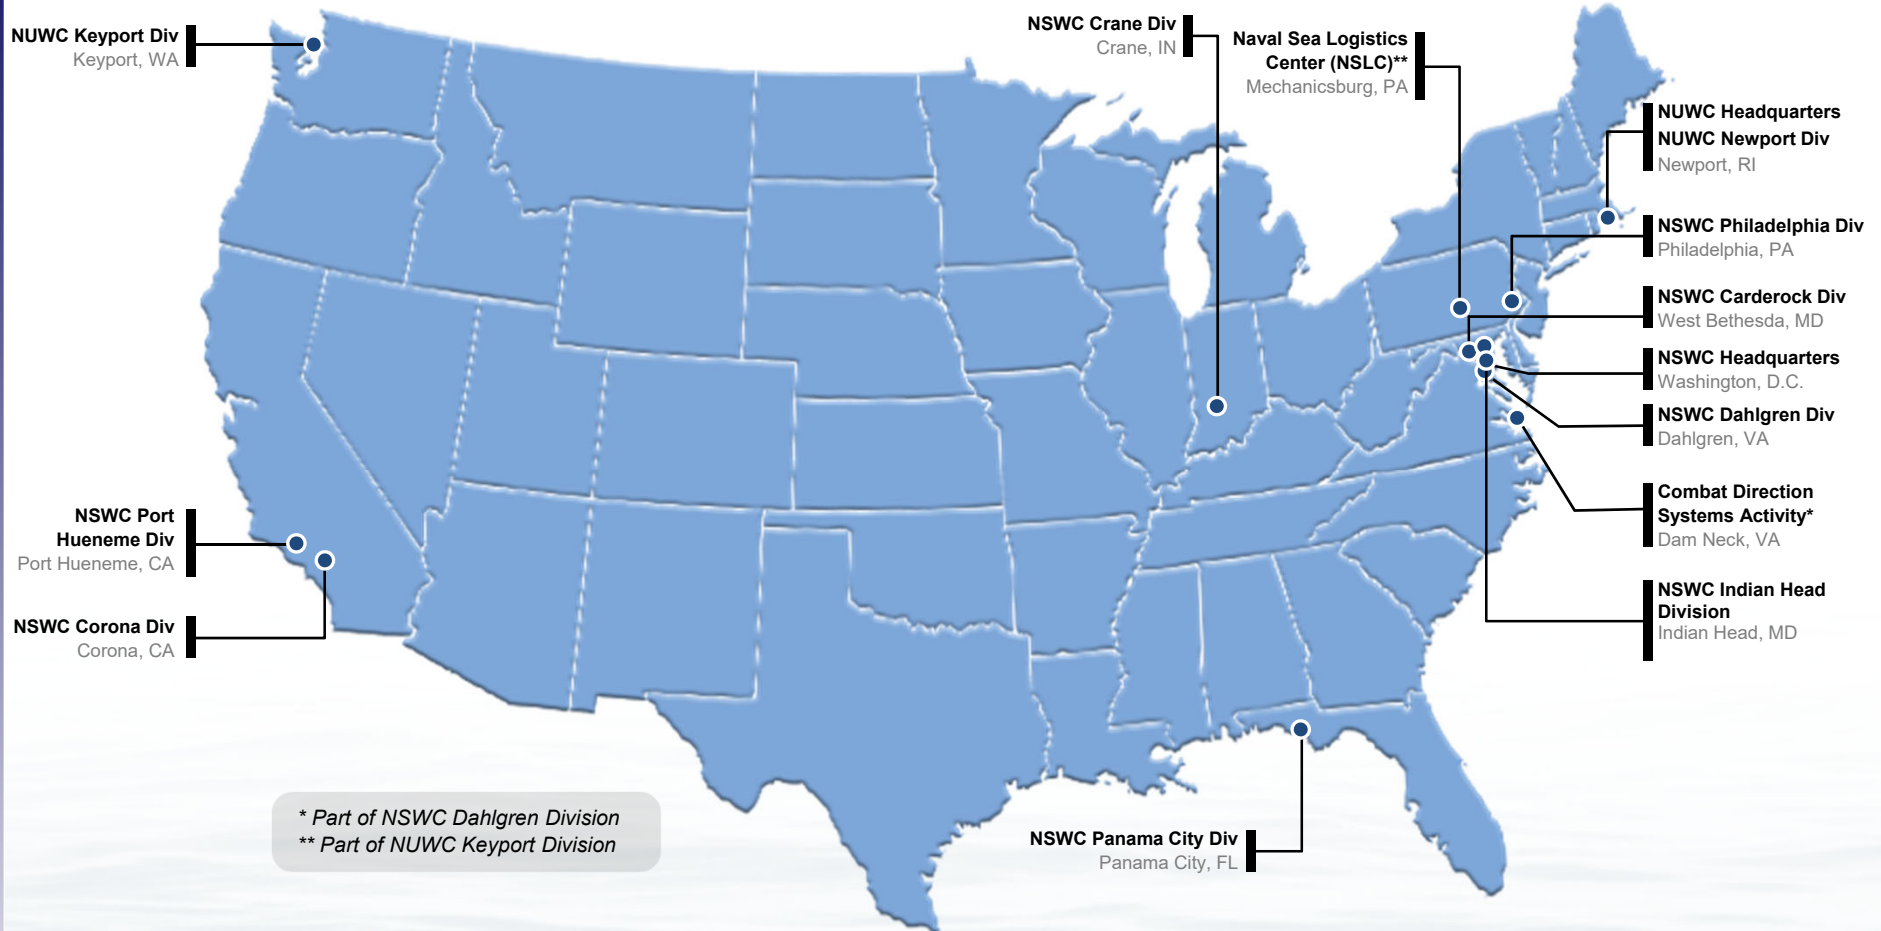 NUWC Keyport Div
Keyport, WA
NSWC Crane Div
Crane, IN
Naval Sea Logistics
Center (NSLC)**
Mechanicsburg, PA
NUWC Headquarters
NUWC Newport Div
Newport, RI
NSWC Philadelphia Div
Philadelphia, PA
NSWC Carderock Div
West Bethesda, MD
NSWC Headquarters
Washington, D.C.
NSWC Dahlgren Div
Dahlgren, VA
Combat Direction
Systems Activity*
Dam Neck, VA
NSWC Indian Head
Division
Indian Head, MD
NSWC Port
Hueneme Div
Port Hueneme, CA
NSWC Corona Div
Corona, CA
* Part of NSWC Dahlgren Division
** Part of NUWC Keyport Division
NSWC Panama City Div
Panama City, FL